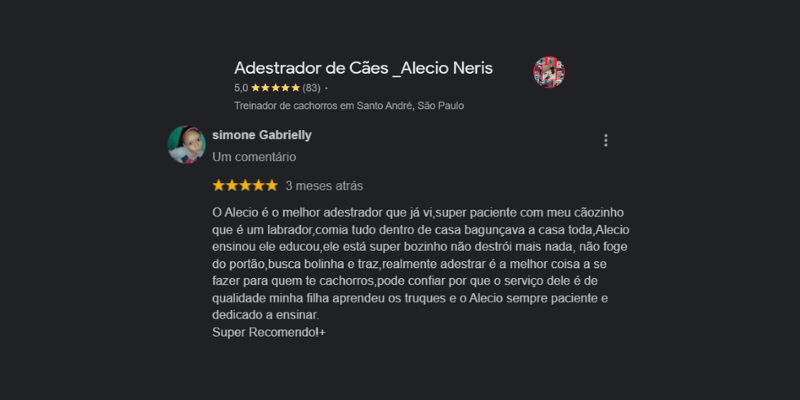 Adestrador de Cães _Alecio Neris
5,0 ★★★★★ (83) ·
Treinador de cachorros em Santo André, São Paulo
simone Gabrielly
Um comentário
★★★★★ 3 meses atrás
O Alecio é o melhor adestrador que já vi,super paciente com meu cãozinho
que é um labrador,comia tudo dentro de casa bagunçava a casa toda,Alecio
ensinou ele educou,ele está super bozinho não destrói mais nada, não foge
do portão,busca bolinha e traz,realmente adestrar é a melhor coisa a se
fazer para quem te cachorros,pode confiar por que o serviço dele é de
qualidade minha filha aprendeu os truques e o Alecio sempre paciente e
dedicado a ensinar.
Super Recomendo!+